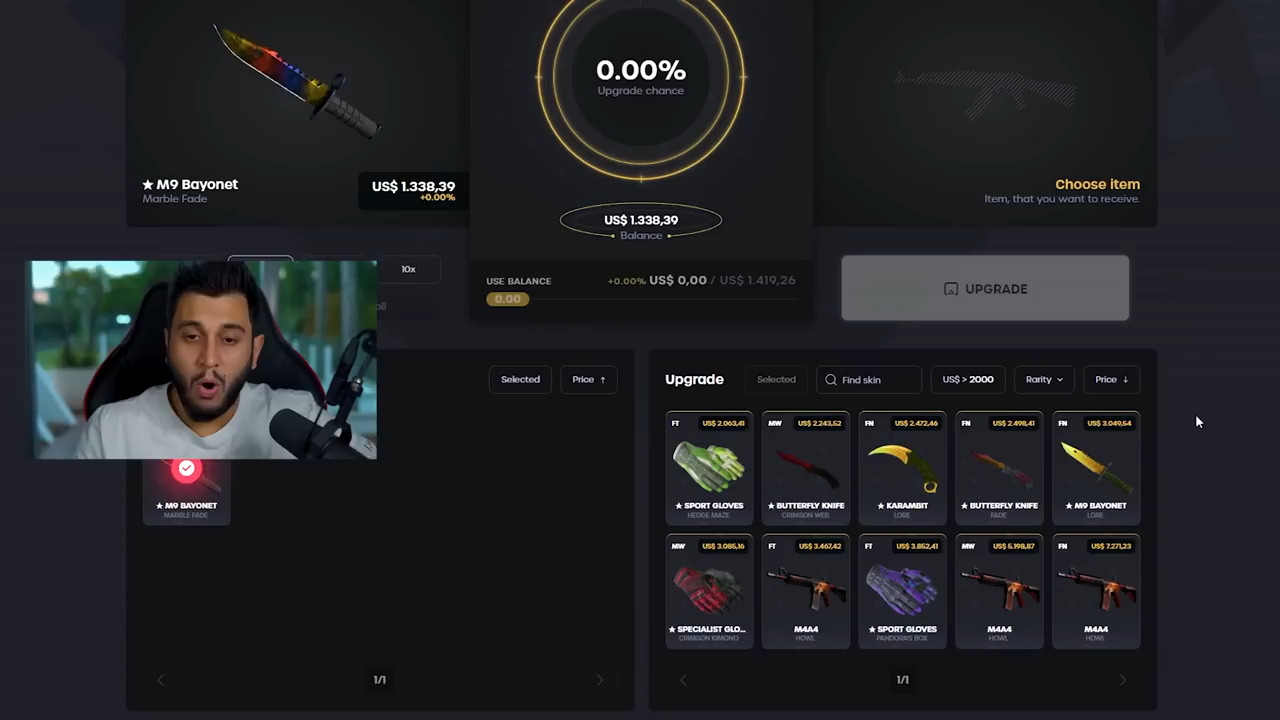 0.00%
Upgrade chance
★ M9 Bayonet
Marble Fade
US$ 1.338,39
+0.00%
US$ 1.338,39
Balance
Choose item
Item, that you want to receive.
10x
USE BALANCE
+0.00% US$ 0,00 / US$ 1.419,26
0.00
UPGRADE
Selected
Price ↑
★ M9 BAYONET
MARBLE FADE
1/1
Upgrade
Selected
Find skin
US$ > 2000
Rarity
Price ↓
FT US$ 2.063,41
★ SPORT GLOVES
HEDGE MAZE
MW US$ 2.243,52
★ BUTTERFLY KNIFE
CRIMSON WEB
FN US$ 2.472,46
★ KARAMBIT
LORE
FN US$ 2.498,41
★ BUTTERFLY KNIFE
FADE
FN US$ 3.049,54
★ M9 BAYONET
LORE
MW US$ 3.085,16
★ SPECIALIST GLO...
CRIMSON KIMONO
FT US$ 3.467,42
M4A4
HOWL
FT US$ 3.852,41
★ SPORT GLOVES
PANDORA'S BOX
MW US$ 5.198,87
M4A4
HOWL
FN US$ 7.271,23
M4A4
HOWL
1/1